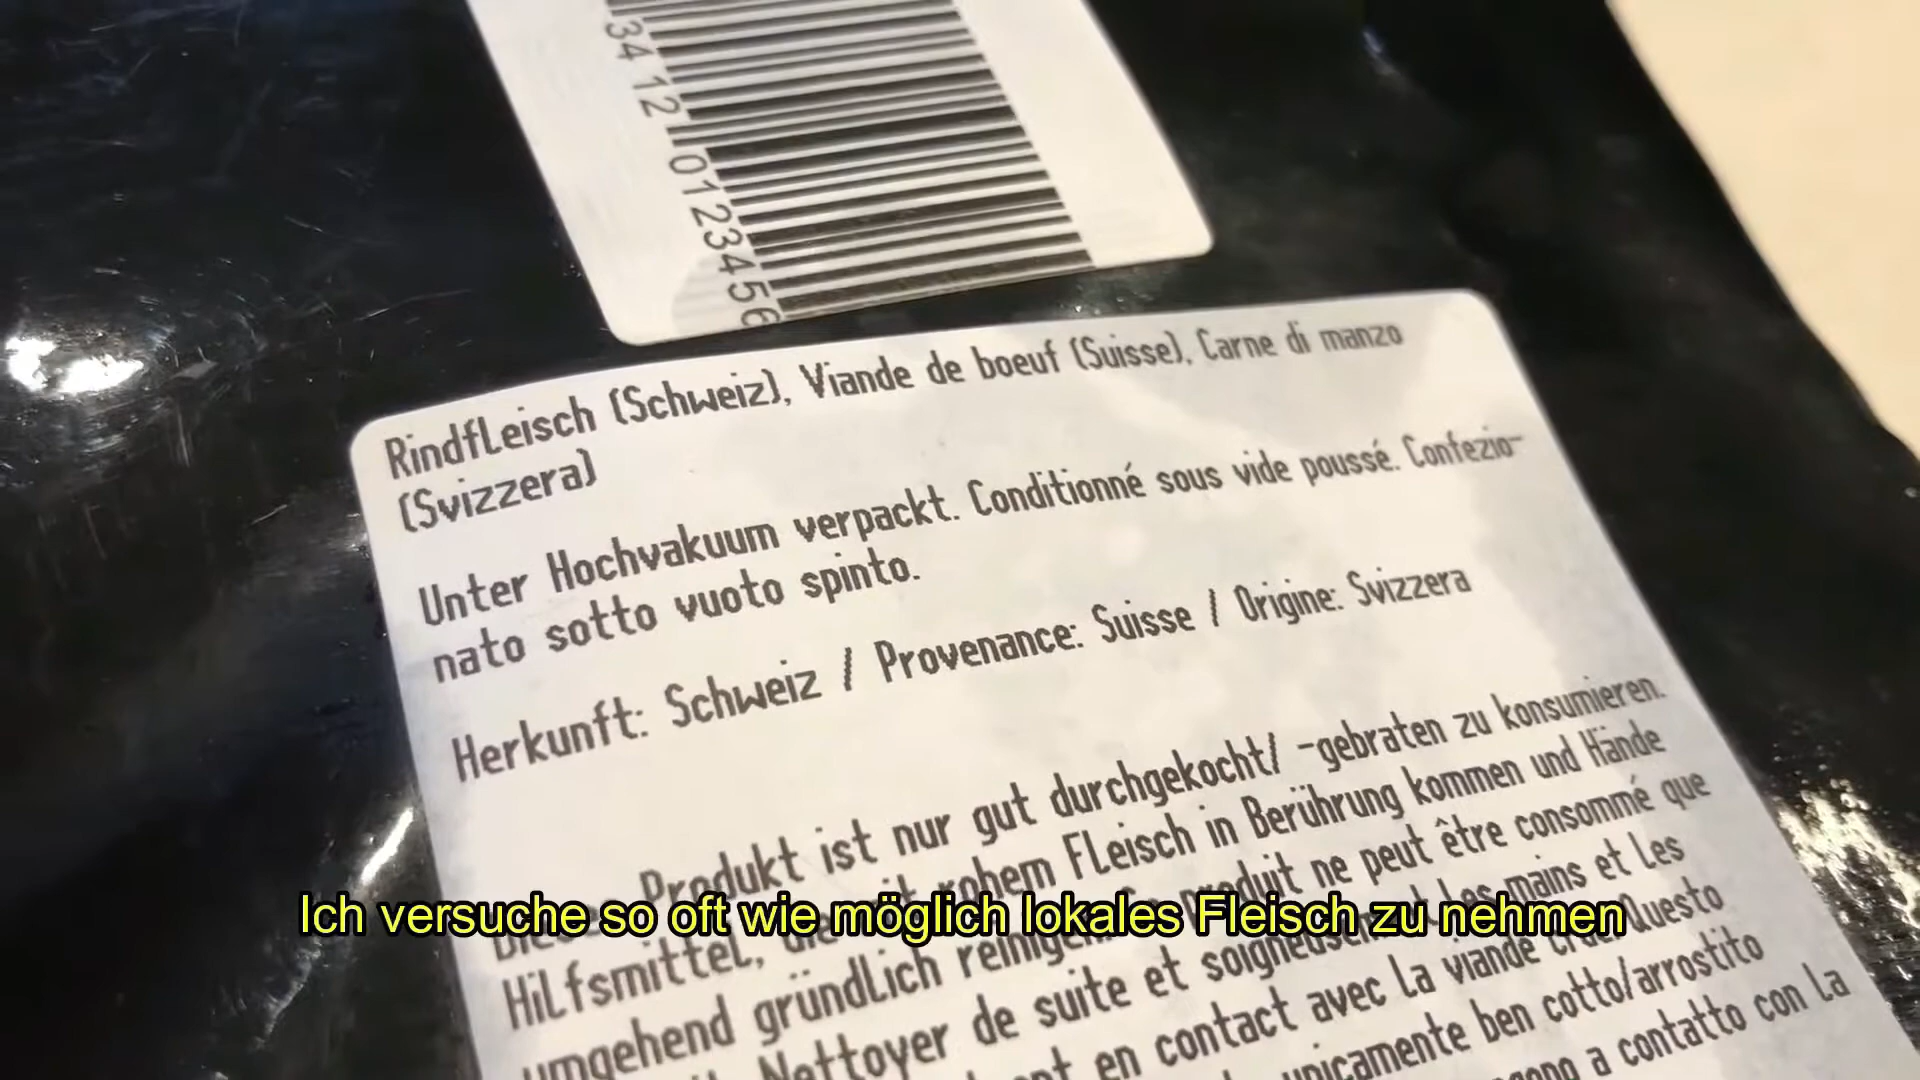 34 12 0123456
Rindfleisch (Schweiz), Viande de boeuf (Suisse), Carne di manzo
(Svizzera)
Unter Hochvakuum verpackt. Conditionné sous vide poussé. Confezio-
nato sotto vuoto spinto.
Herkunft: Schweiz / Provenance: Suisse / Origine: Svizzera
Produkt ist nur gut durchgekocht/ -gebraten zu konsumieren.
Hilfsmittel, rohem Fleisch in Berührung kommen und Hände
umgehend gründlich reinigen. produit ne peut être consommé que
Nettoyer de suite et soigneusement les mains et les
en contact avec la viande crue. Questo
unicamente ben cotto/arrostito
a contatto con la
Ich versuche so oft wie möglich lokales Fleisch zu nehmen